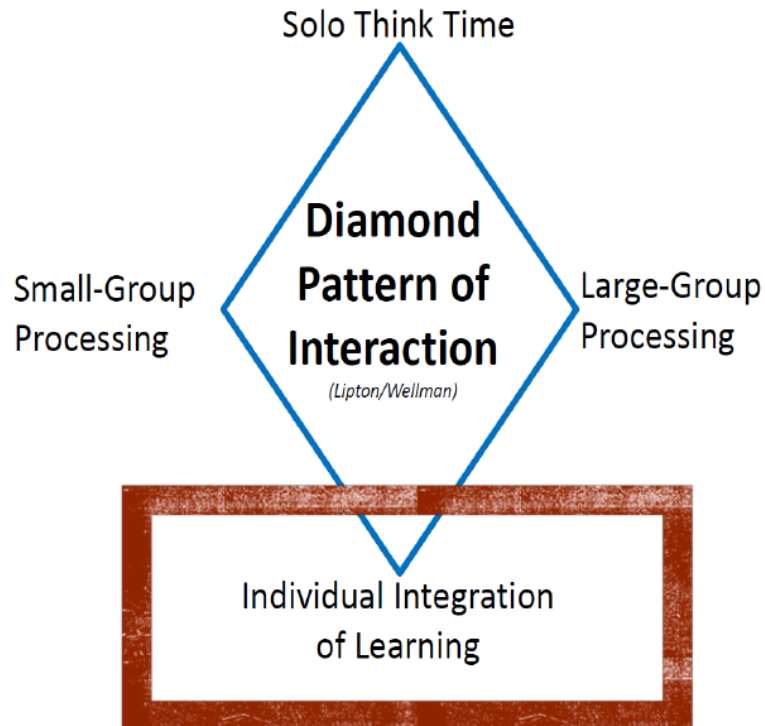 Solo Think Time
Diamond
Pattern of
Interaction
(Lipton/Wellman)
Small-Group
Processing
Large-Group
Processing
Individual Integration
of Learning